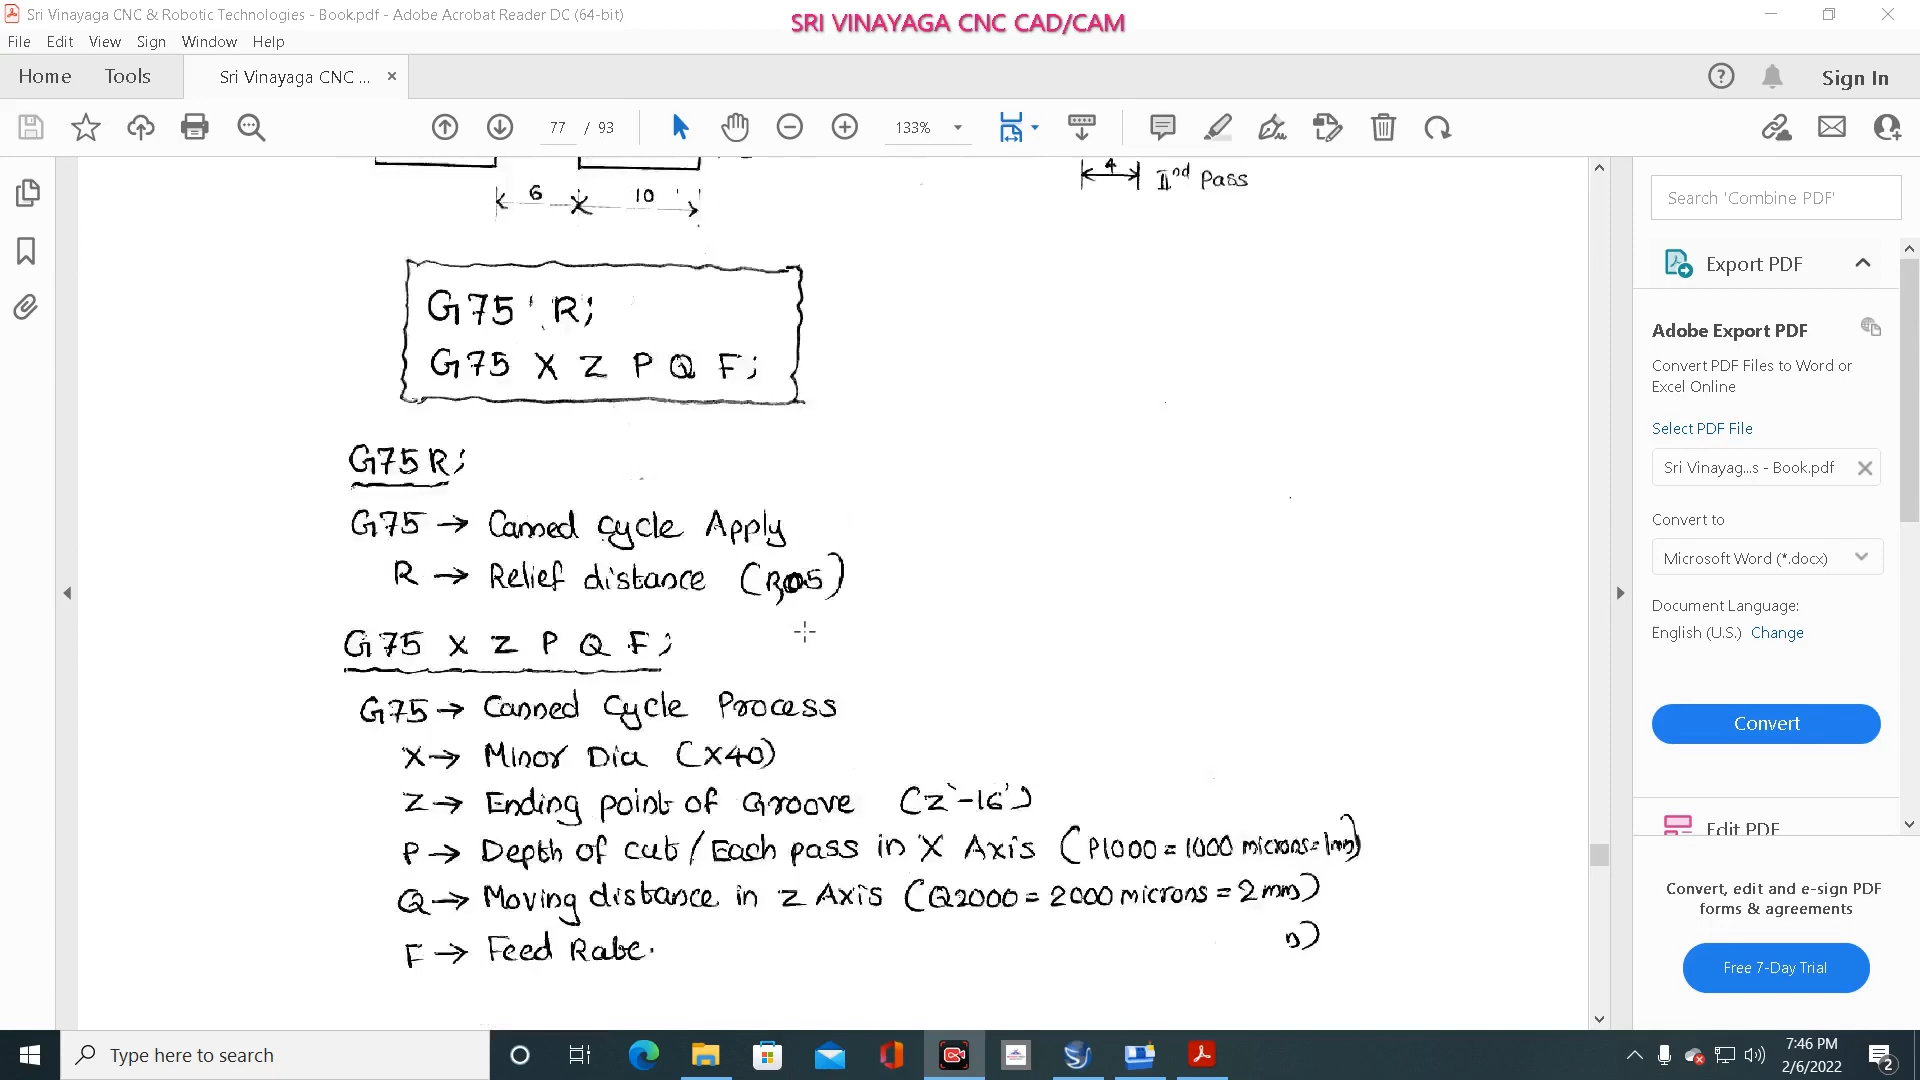 Sri Vinayaga CNC & Robotic Technologies - Book.pdf - Adobe Acrobat Reader DC (64-bit)
SRI VINAYAGA CNC CAD/CAM
File Edit View Sign Window Help
Home Tools Sri Vinayaga CNC ... × Sign In
77 / 93 133%
4
IInd Pass
6 10
G75 R;
G75 X Z P Q F;
G75 R;
G75 → Canned Cycle Apply
R → Relief distance (R05)
G75 X Z P Q F;
G75 → Canned Cycle Process
X → Minor Dia (X40)
Z → Ending point of Groove (Z-16)
P → Depth of cut / Each pass in X Axis (P1000 = 1000 microns = 1mm)
Q → Moving distance in Z Axis (Q2000 = 2000 microns = 2mm)
F → Feed Rate.
Search 'Combine PDF'
Export PDF
Adobe Export PDF
Convert PDF Files to Word or
Excel Online
Select PDF File
Sri Vinayag...s - Book.pdf
Convert to
Microsoft Word (*.docx)
Document Language:
English (U.S.) Change
Convert
Edit PDF
Convert, edit and e-sign PDF
forms & agreements
Free 7-Day Trial
Type here to search
7:46 PM
2/6/2022
2